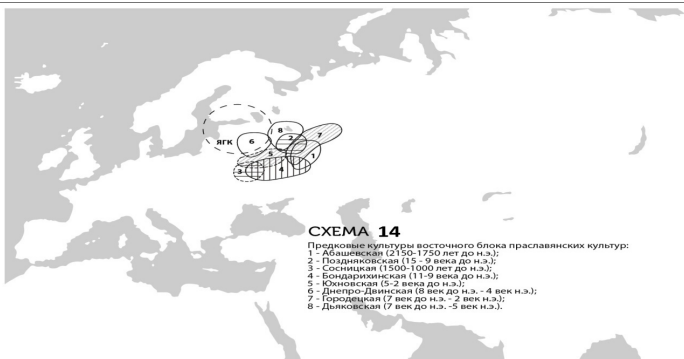 8
2
7
ЯГК
6
5
1
3
4
СХЕМА 14
Предковые культуры восточного блока праславянских культур:
1 - Абашевская (2150-1750 лет до н.э.);
2 - Поздняковская (15 - 9 века до н.э.);
3 - Сосницкая (1500-1000 лет до н.э.);
4 - Бондарихинская (11-9 века до н.э.);
5 - Юхновская (5-2 века до н.э.);
6 - Днепро-Двинская (8 век до н.э. - 4 век н.э.);
7 - Городецкая (7 век до н.э. - 2 век н.э.);
8 - Дьяковская (7 век до н.э. -5 век н.э.).